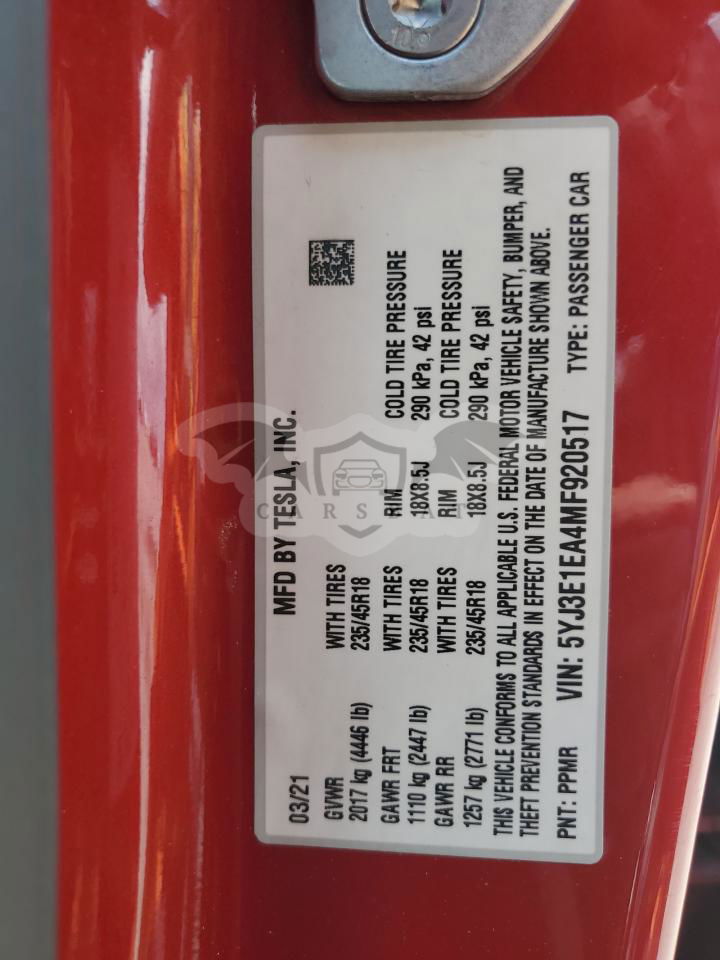 MFD BY TESLA, INC.
03/21
GVWR WITH TIRES
2017 kg (4446 lb) 235/45R18
GAWR FRT WITH TIRES RIM COLD TIRE PRESSURE
1110 kg (2447 lb) 235/45R18 18X8.5J 290 kPa, 42 psi
GAWR RR WITH TIRES RIM COLD TIRE PRESSURE
1257 kg (2771 lb) 235/45R18 18X8.5J 290 kPa, 42 psi
THIS VEHICLE CONFORMS TO ALL APPLICABLE U.S. FEDERAL MOTOR VEHICLE SAFETY, BUMPER, AND
THEFT PREVENTION STANDARDS IN EFFECT ON THE DATE OF MANUFACTURE SHOWN ABOVE.
PNT: PPMR VIN: 5YJ3E1EA4MF920517 TYPE: PASSENGER CAR